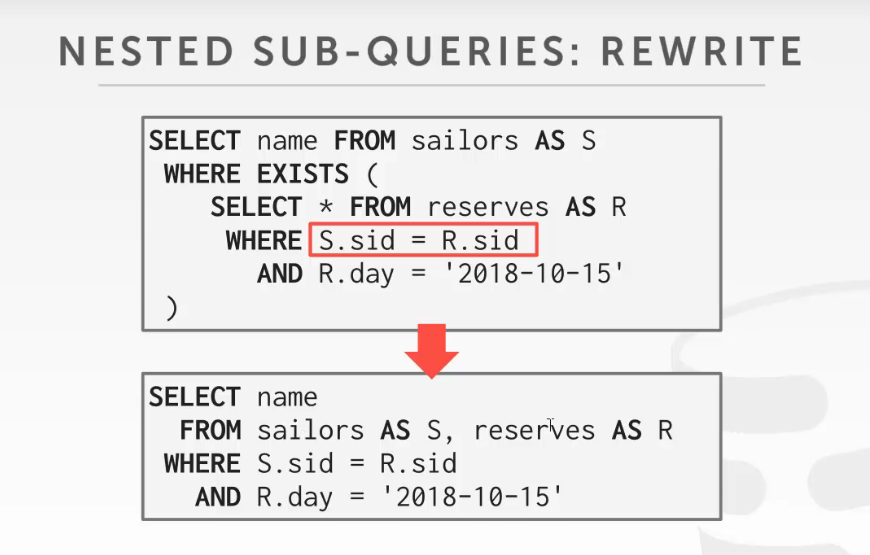 NESTED SUB-QUERIES: REWRITE
SELECT name FROM sailors AS S
WHERE EXISTS (
SELECT * FROM reserves AS R
WHERE S.sid = R.sid
AND R.day = '2018-10-15'
)
SELECT name
FROM sailors AS S, reserves AS R
WHERE S.sid = R.sid
AND R.day = '2018-10-15'